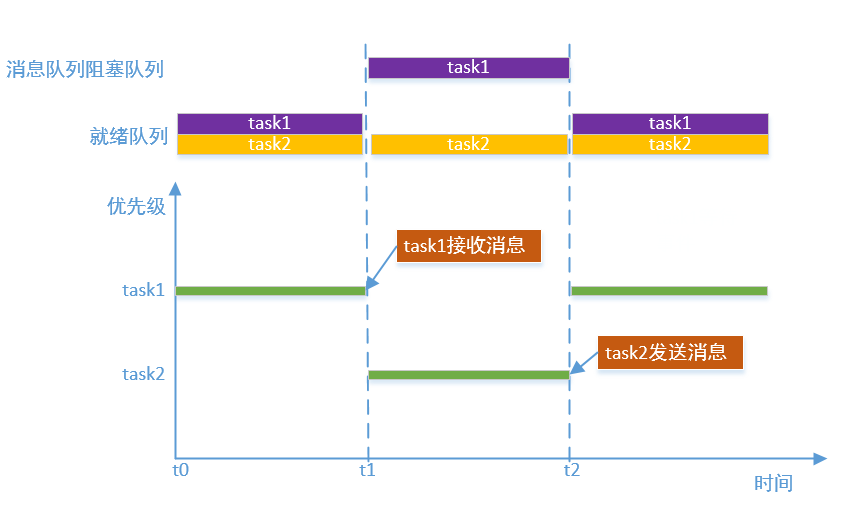 消息队列阻塞队列
task1
就绪队列
task1
task2
task2
task1
task2
优先级
task1接收消息
task1
task2发送消息
task2
t0
t1
t2
时间